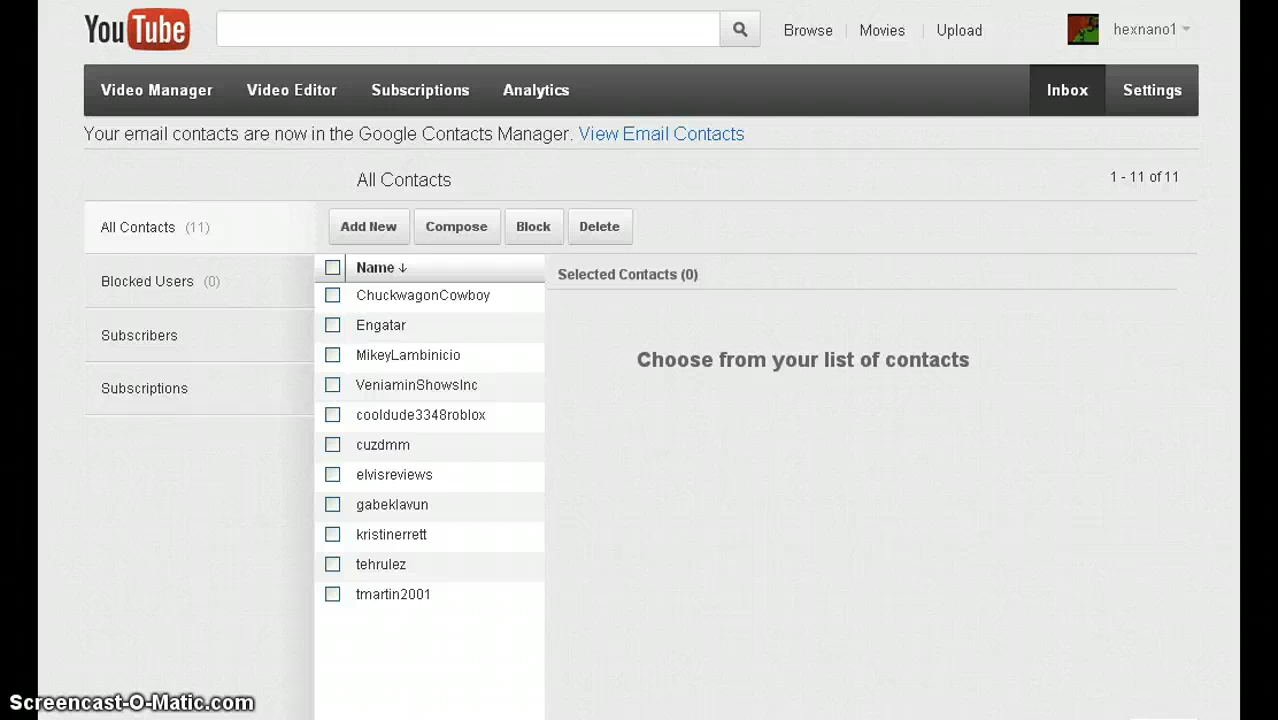 YouTube
Browse Movies Upload hexnano1
Video Manager Video Editor Subscriptions Analytics Inbox Settings
Your email contacts are now in the Google Contacts Manager. View Email Contacts
All Contacts 1 - 11 of 11
All Contacts (11)
Blocked Users (0)
Subscribers
Subscriptions
Add New Compose Block Delete
Name ↓
ChuckwagonCowboy
Engatar
MikeyLambinicio
VeniaminShowsInc
cooldude3348roblox
cuzdmm
elvisreviews
gabeklavun
kristinerrett
tehrulez
tmartin2001
Selected Contacts (0)
Choose from your list of contacts
Screencast-O-Matic.com